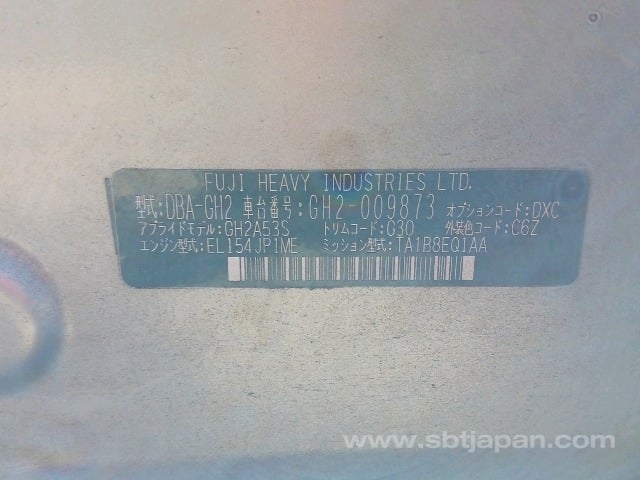 FUJI HEAVY INDUSTRIES LTD.
型式:DBA-GH2 車台番号:GH2-009873 オプションコード:DXC
アプライドモデル:GH2A53S トリムコード:G30 外装色コード:C6Z
エンジン型式:EL154JP1ME ミッション型式:TA1B8EQ1AA
www.sbtjapan.com